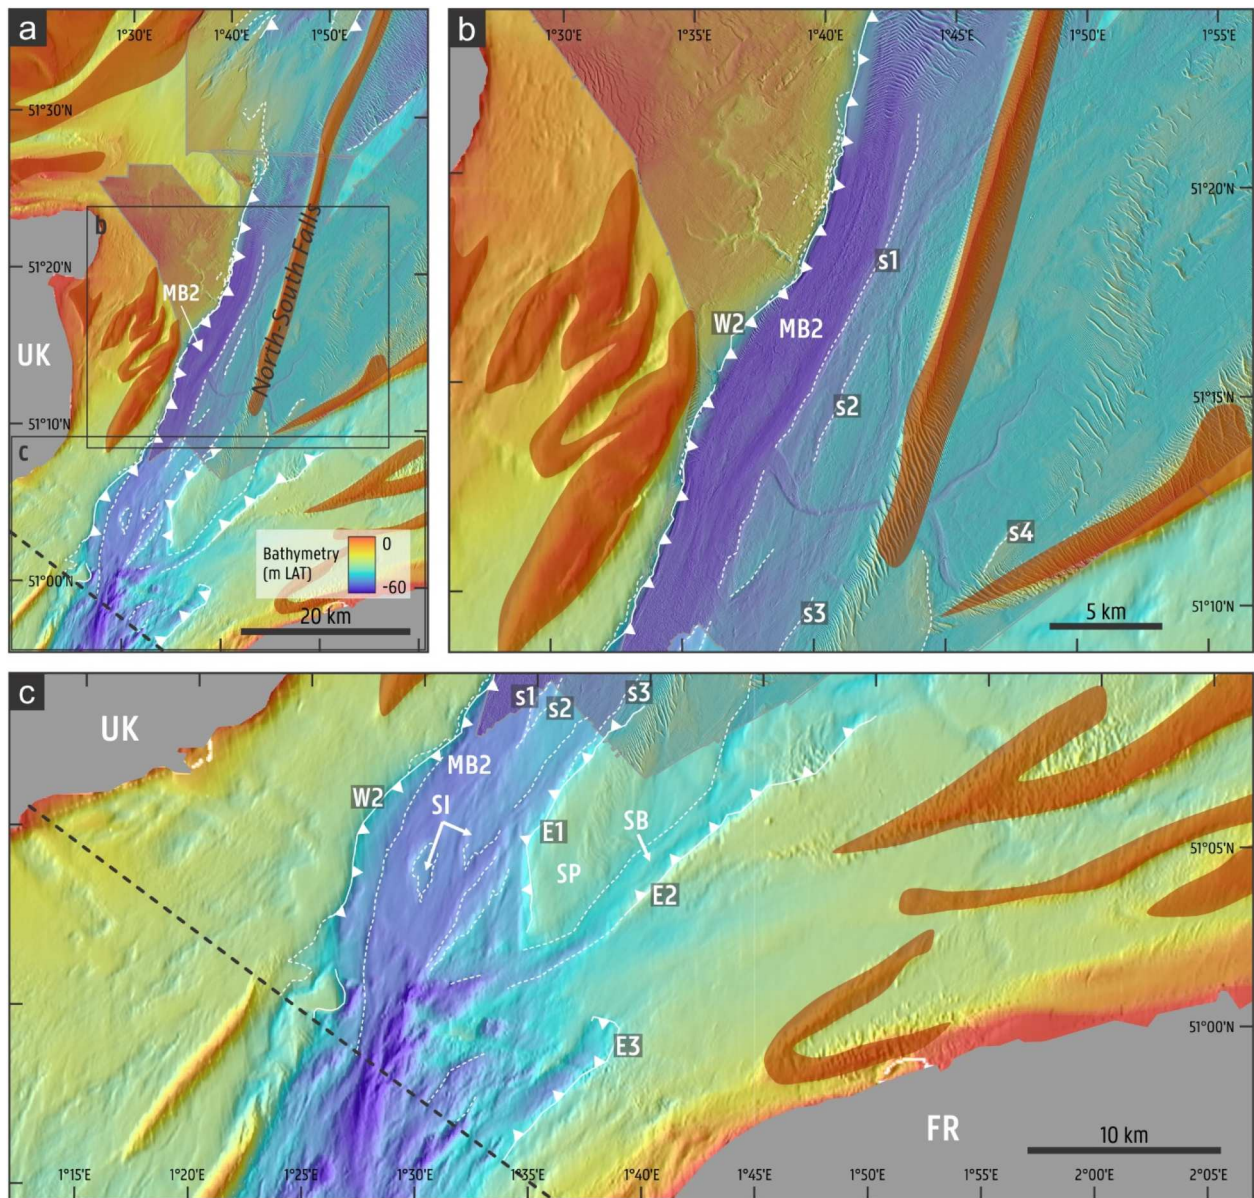 a
1°30'E 1°40'E 1°50'E
51°30'N
b
51°20'N
MB2
North-South Falls
UK
51°10'N
c
Bathymetry
(m LAT)
0
-60
51°00'N
20 km
b
1°30'E 1°35'E 1°40'E 1°45'E 1°50'E 1°55'E
51°20'N
s1
W2
MB2
s2
51°15'N
s4
s3
5 km
51°10'N
c
UK
s1
s2
s3
MB2
W2
SI
E1
SB
SP
E2
51°05'N
E3
51°00'N
FR
10 km
1°15'E 1°20'E 1°25'E 1°30'E 1°35'E 1°40'E 1°45'E 1°50'E 1°55'E 2°00'E 2°05'E